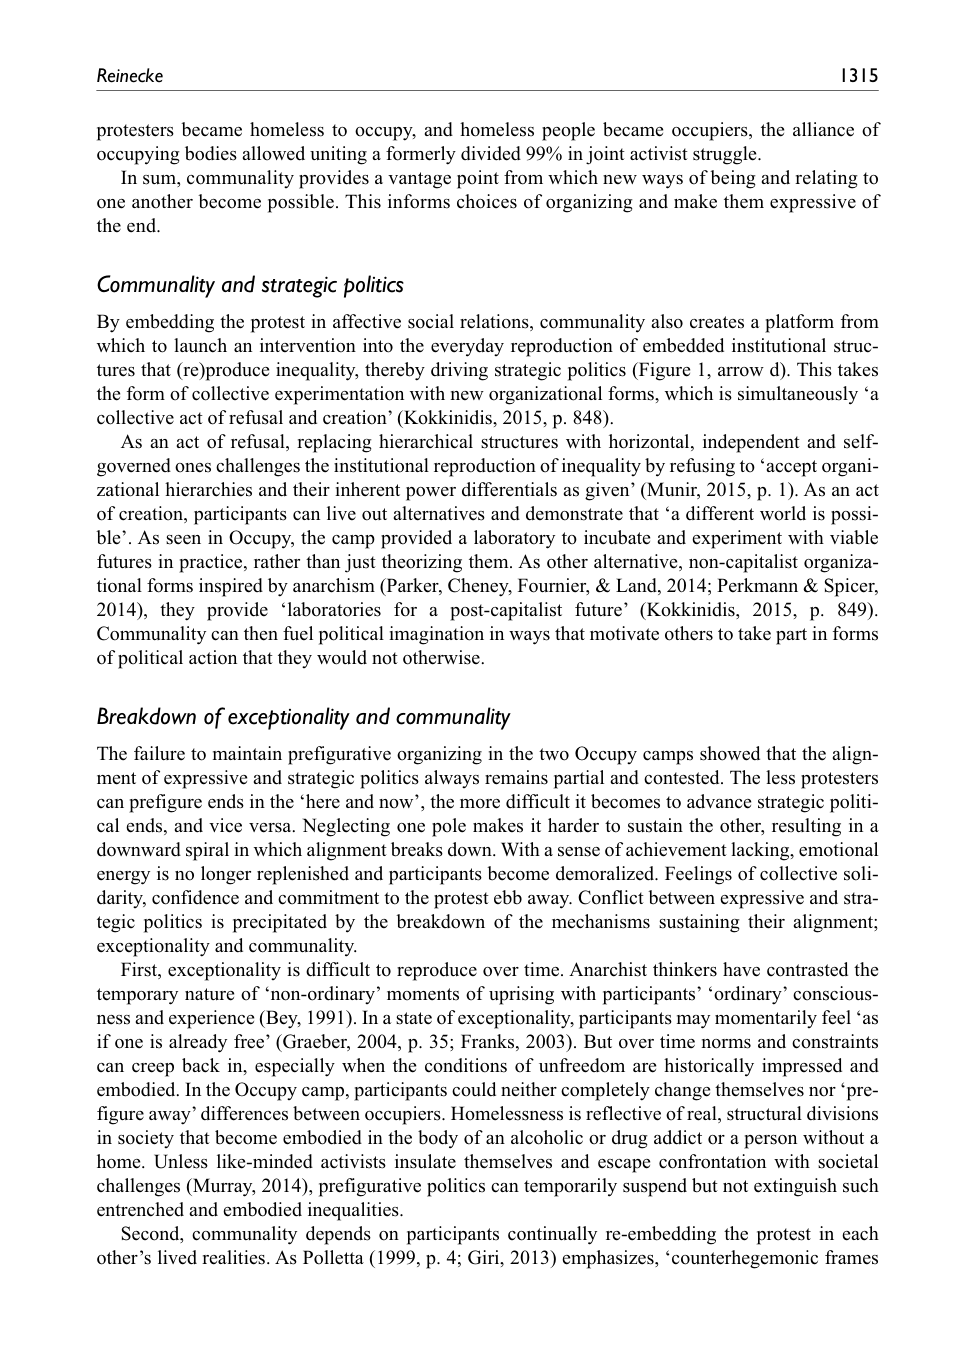 Reinecke 1315
protesters became homeless to occupy, and homeless people became occupiers, the alliance of
occupying bodies allowed uniting a formerly divided 99% in joint activist struggle.
In sum, communality provides a vantage point from which new ways of being and relating to
one another become possible. This informs choices of organizing and make them expressive of
the end.
Communality and strategic politics
By embedding the protest in affective social relations, communality also creates a platform from
which to launch an intervention into the everyday reproduction of embedded institutional struc-
tures that (re)produce inequality, thereby driving strategic politics (Figure 1, arrow d). This takes
the form of collective experimentation with new organizational forms, which is simultaneously ‘a
collective act of refusal and creation’ (Kokkinidis, 2015, p. 848).
As an act of refusal, replacing hierarchical structures with horizontal, independent and self-
governed ones challenges the institutional reproduction of inequality by refusing to ‘accept organi-
zational hierarchies and their inherent power differentials as given’ (Munir, 2015, p. 1). As an act
of creation, participants can live out alternatives and demonstrate that ‘a different world is possi-
ble’. As seen in Occupy, the camp provided a laboratory to incubate and experiment with viable
futures in practice, rather than just theorizing them. As other alternative, non-capitalist organiza-
tional forms inspired by anarchism (Parker, Cheney, Fournier, & Land, 2014; Perkmann & Spicer,
2014), they provide ‘laboratories for a post-capitalist future’ (Kokkinidis, 2015, p. 849).
Communality can then fuel political imagination in ways that motivate others to take part in forms
of political action that they would not otherwise.
Breakdown of exceptionality and communality
The failure to maintain prefigurative organizing in the two Occupy camps showed that the align-
ment of expressive and strategic politics always remains partial and contested. The less protesters
can prefigure ends in the ‘here and now’, the more difficult it becomes to advance strategic politi-
cal ends, and vice versa. Neglecting one pole makes it harder to sustain the other, resulting in a
downward spiral in which alignment breaks down. With a sense of achievement lacking, emotional
energy is no longer replenished and participants become demoralized. Feelings of collective soli-
darity, confidence and commitment to the protest ebb away. Conflict between expressive and stra-
tegic politics is precipitated by the breakdown of the mechanisms sustaining their alignment;
exceptionality and communality.
First, exceptionality is difficult to reproduce over time. Anarchist thinkers have contrasted the
temporary nature of ‘non-ordinary’ moments of uprising with participants’ ‘ordinary’ conscious-
ness and experience (Bey, 1991). In a state of exceptionality, participants may momentarily feel ‘as
if one is already free’ (Graeber, 2004, p. 35; Franks, 2003). But over time norms and constraints
can creep back in, especially when the conditions of unfreedom are historically impressed and
embodied. In the Occupy camp, participants could neither completely change themselves nor ‘pre-
figure away’ differences between occupiers. Homelessness is reflective of real, structural divisions
in society that become embodied in the body of an alcoholic or drug addict or a person without a
home. Unless like-minded activists insulate themselves and escape confrontation with societal
challenges (Murray, 2014), prefigurative politics can temporarily suspend but not extinguish such
entrenched and embodied inequalities.
Second, communality depends on participants continually re-embedding the protest in each
other’s lived realities. As Polletta (1999, p. 4; Giri, 2013) emphasizes, ‘counterhegemonic frames